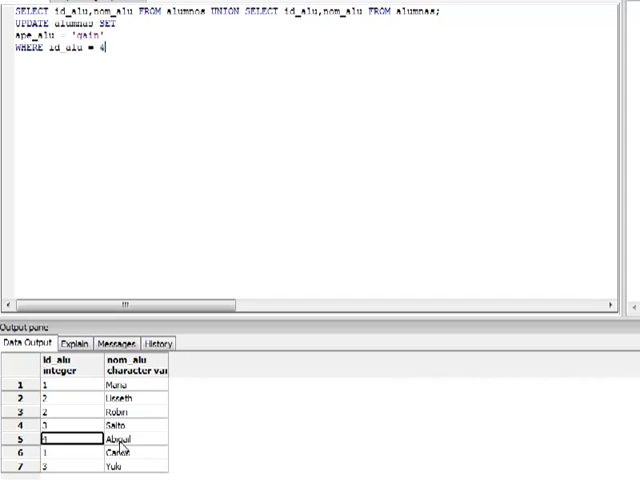 SELECT id_alu,nom_alu FROM alumnos UNION SELECT id_alu,nom_alu FROM alumnas;
UPDATE alumnas SET
ape_alu = 'gain'
WHERE id_alu = 4
Output pane
Data Output Explain Messages History
id_alu integer nom_alu character var
1 1 Maria
2 2 Lisseth
3 2 Robin
4 3 Saito
5 4 Abigail
6 1 Carlos
7 3 Yuki